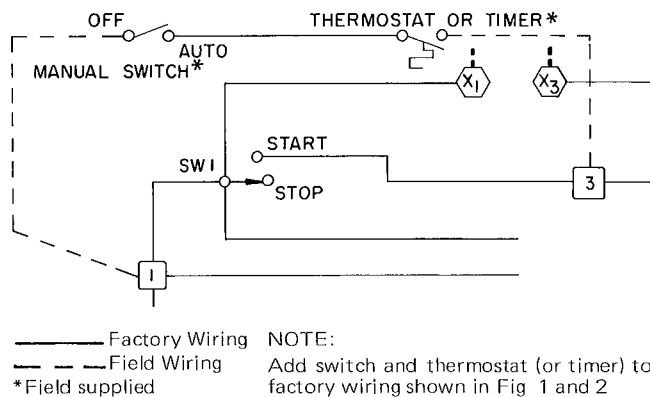 OFF
THERMOSTAT OR TIMER*
AUTO
MANUAL SWITCH*
X1
X3
START
SW1
STOP
3
1
Factory Wiring
Field Wiring
*Field supplied
NOTE:
Add switch and thermostat (or timer) to
factory wiring shown in Fig 1 and 2